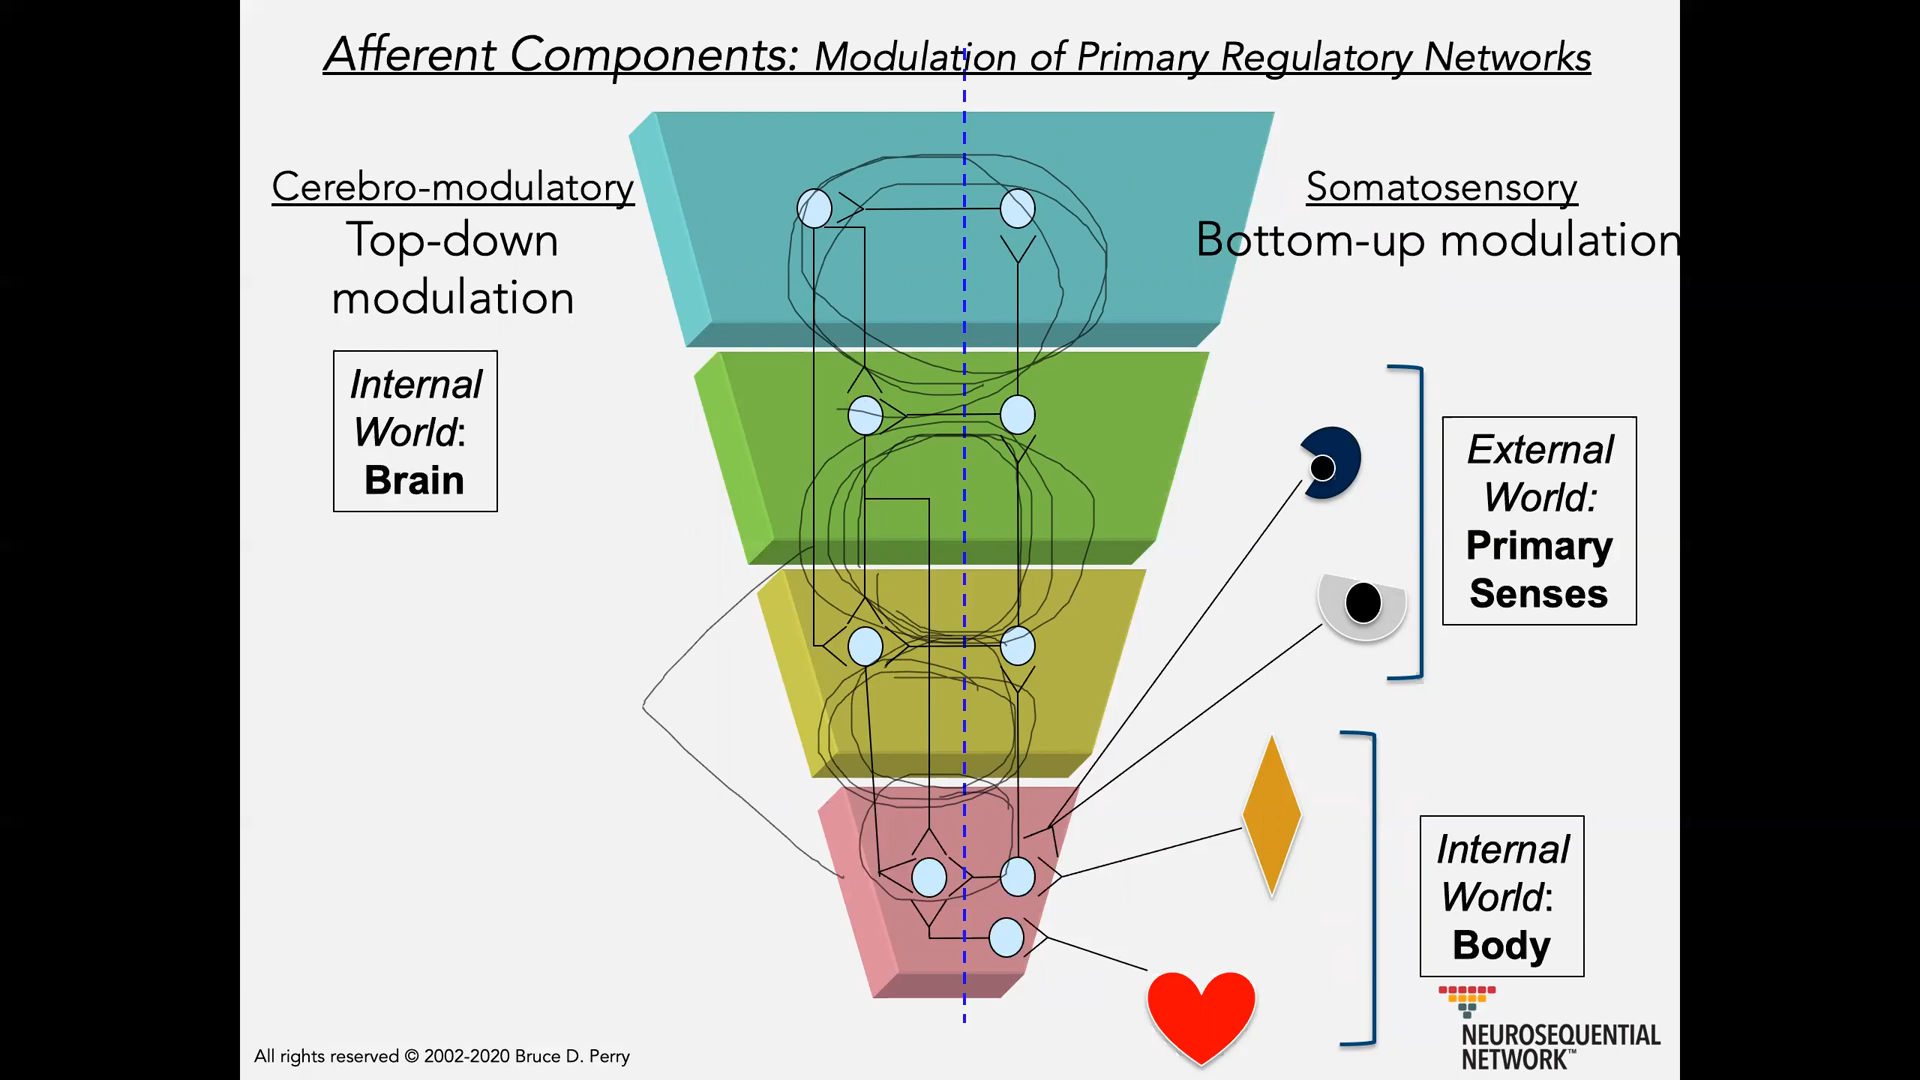 Afferent Components: Modulation of Primary Regulatory Networks
Cerebro-modulatory
Top-down
modulation
Internal
World:
Brain
Somatosensory
Bottom-up modulation
External
World:
Primary
Senses
Internal
World:
Body
NEUROSEQUENTIAL
NETWORK™
All rights reserved © 2002-2020 Bruce D. Perry